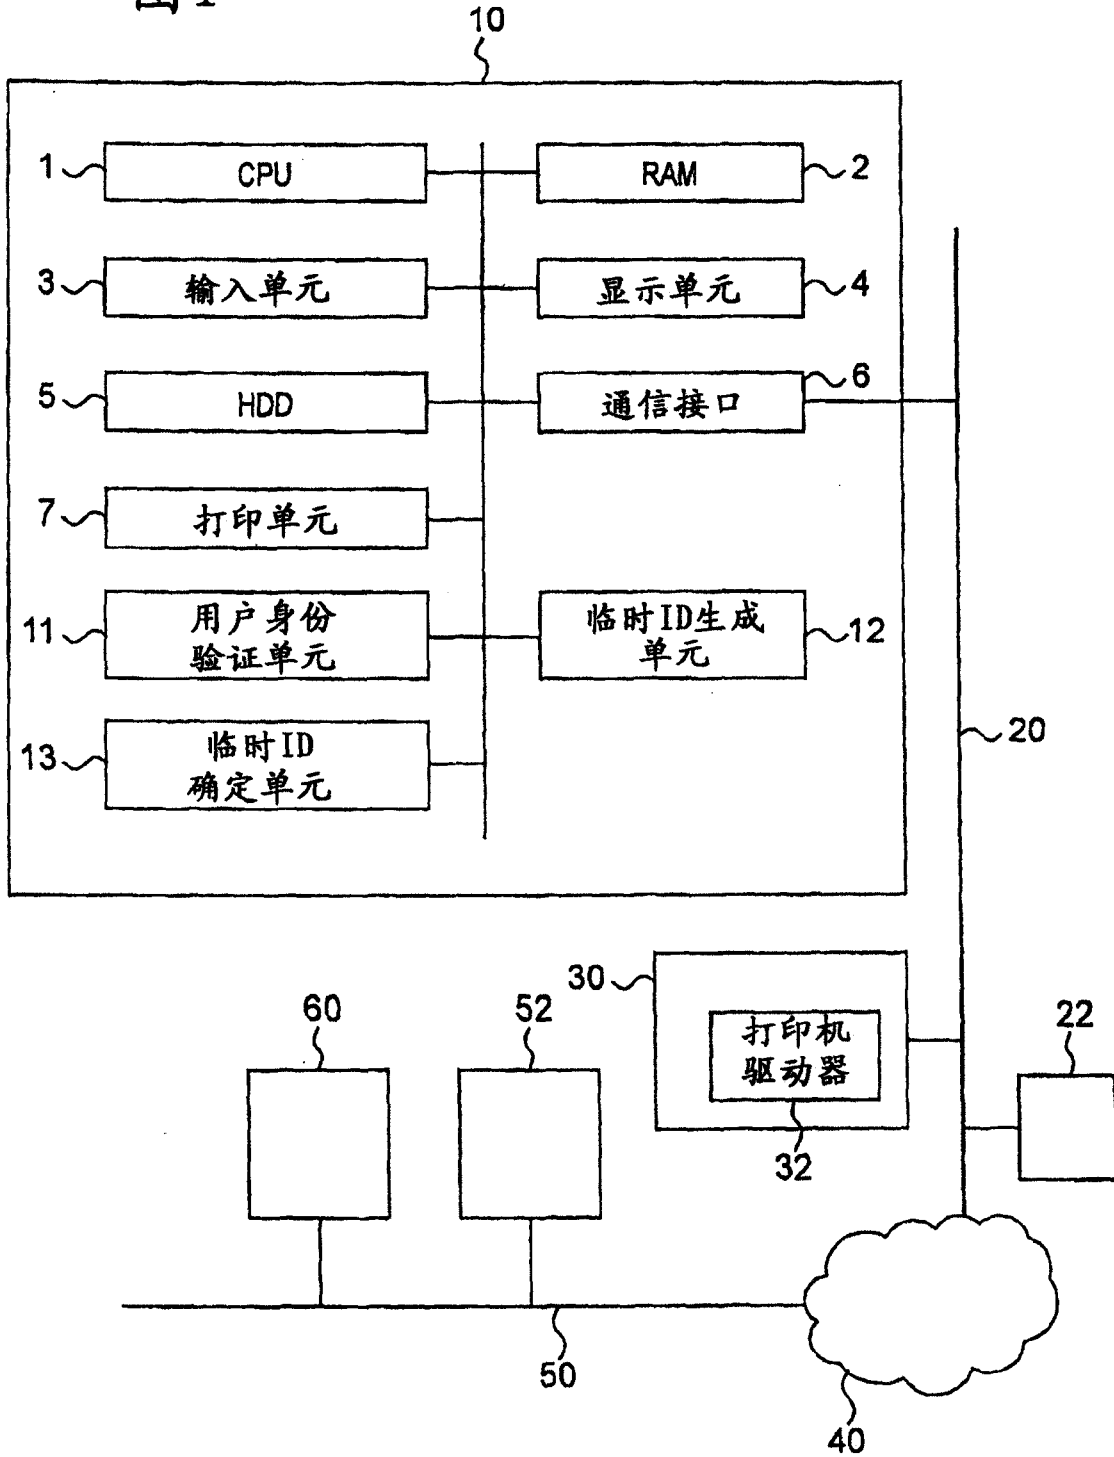 图1
10
1 CPU RAM 2
3 输入单元 显示单元 4
5 HDD 通信接口 6
7 打印单元
11 用户身份
验证单元
临时ID生成
单元 12
13 临时ID
确定单元
20
30
打印机
驱动器
32
60
52
22
50
40